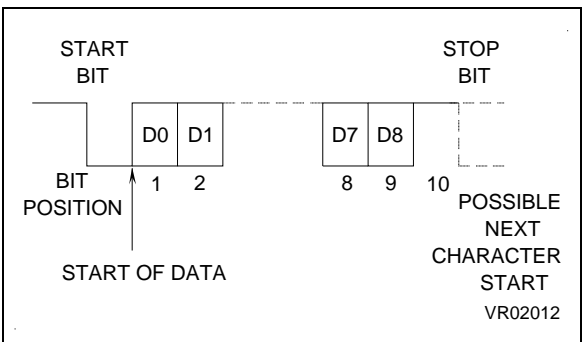 START
BIT
STOP
BIT
D0 D1 D7 D8
BIT
POSITION
1 2 8 9 10
POSSIBLE
NEXT
CHARACTER
START
START OF DATA
VR02012